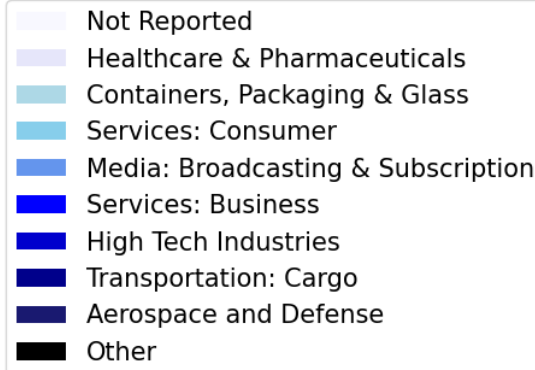 Not Reported
Healthcare & Pharmaceuticals
Containers, Packaging & Glass
Services: Consumer
Media: Broadcasting & Subscription
Services: Business
High Tech Industries
Transportation: Cargo
Aerospace and Defense
Other